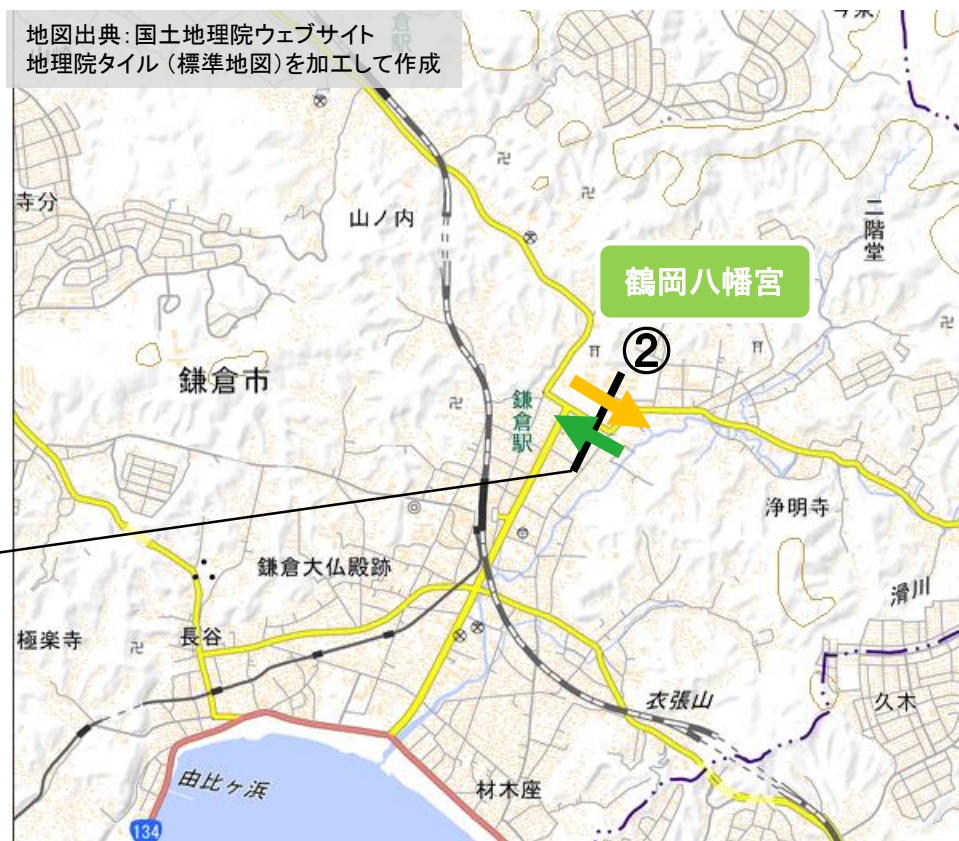 地図出典：国土地理院ウェブサイト
地理院タイル（標準地図）を加工して作成
寺分
山ノ内
二階堂
鶴岡八幡宮
②
鎌倉市
鎌倉駅
浄明寺
鎌倉大仏殿跡
滑川
極楽寺
長谷
衣張山
久木
由比ヶ浜
材木座
134